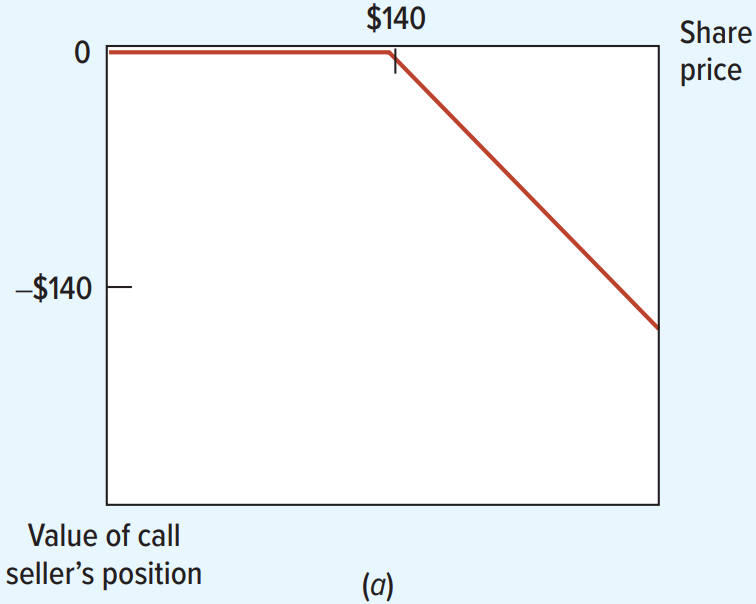 $140
0
Share
price
–$140
Value of call
seller’s position
(a)